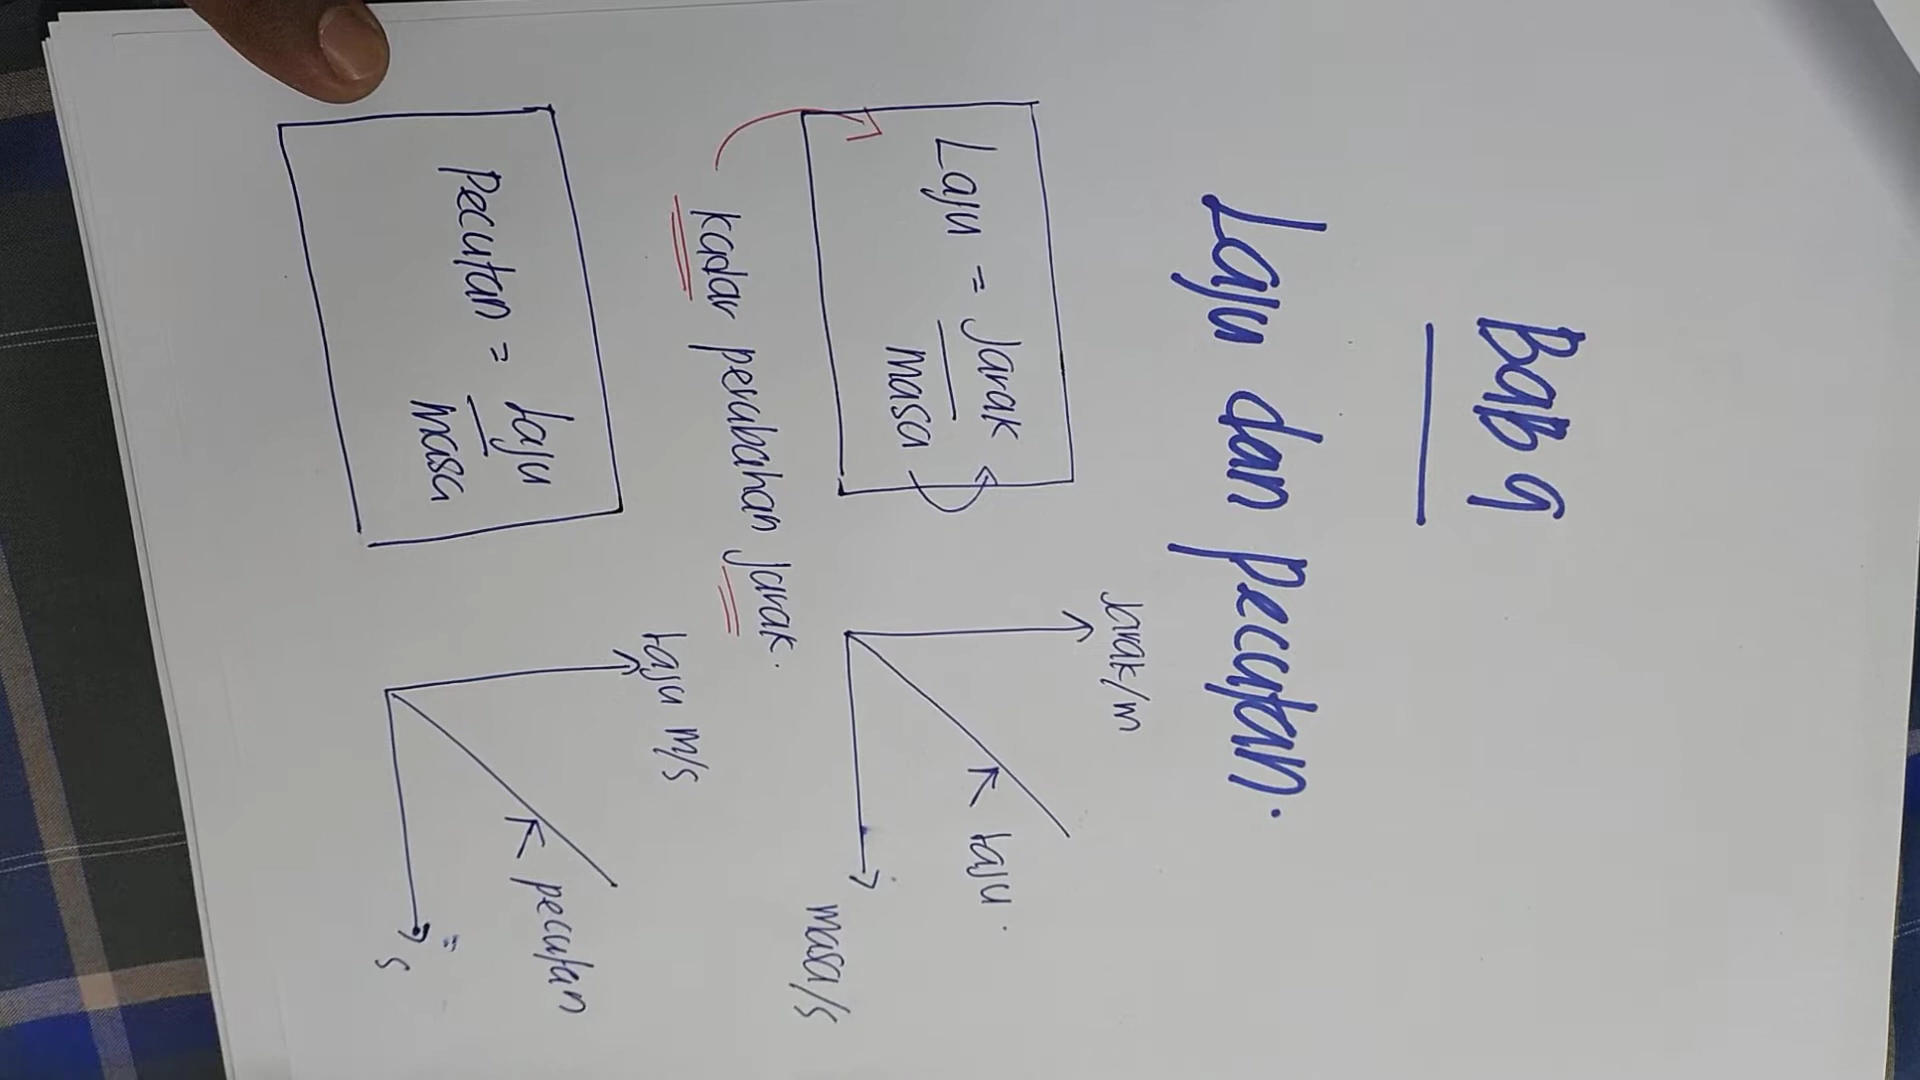 Bab 9
Laju dan Pecutan.
Laju = Jarak
masa
Jarak/m
laju.
masa/s
kadar perubahan jarak.
Pecutan = laju
masa
laju m/s
pecutan
s